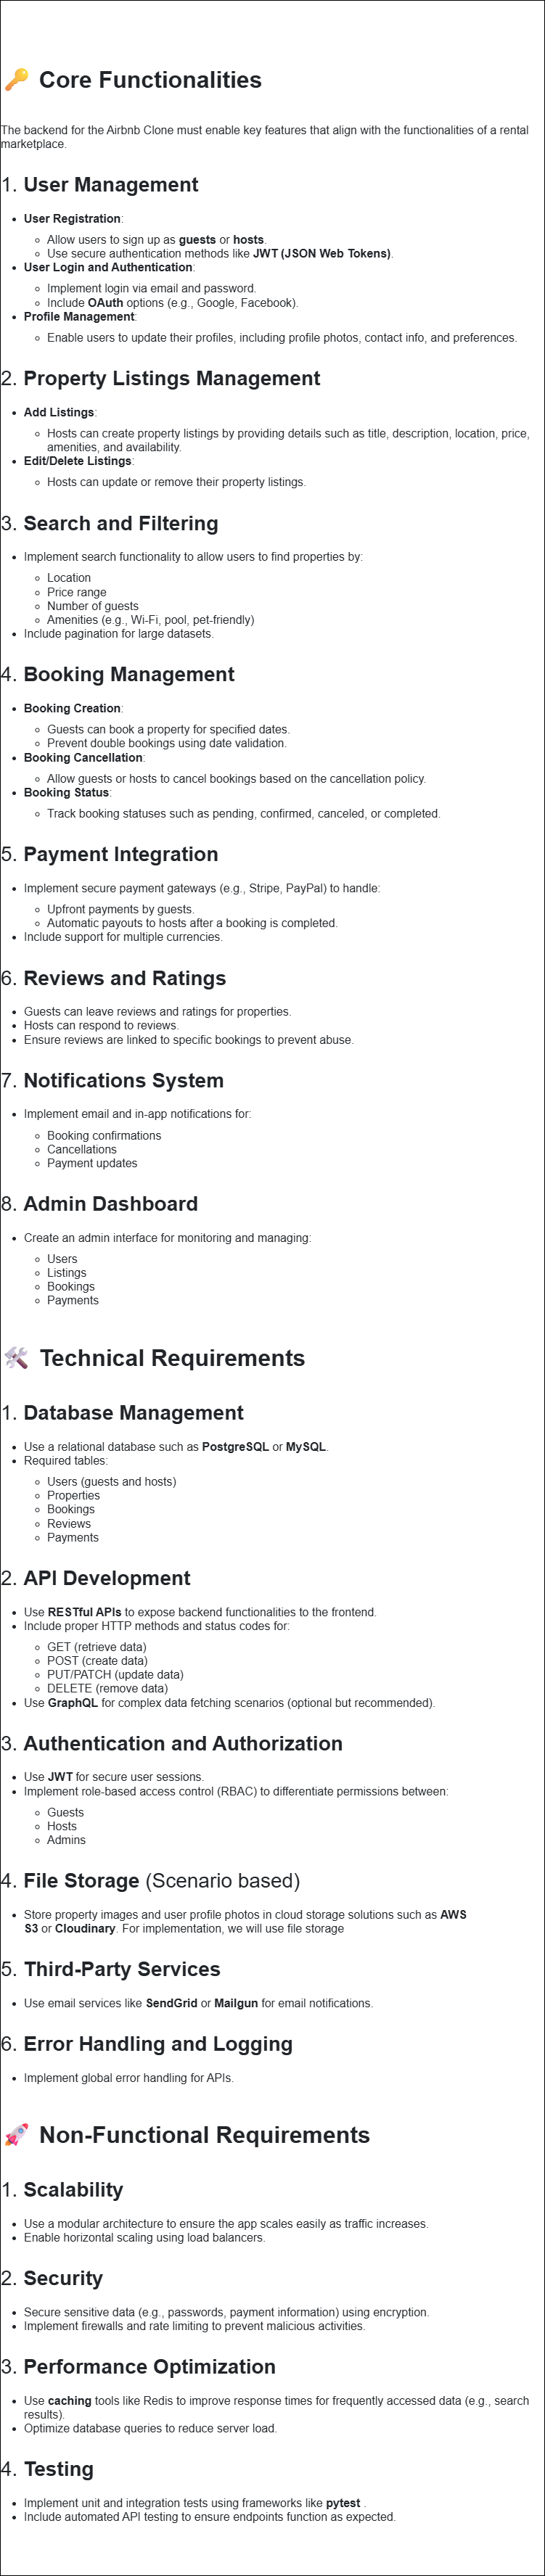 🔑 Core Functionalities
The backend for the Airbnb Clone must enable key features that align with the functionalities of a rental
marketplace.
1. User Management
• User Registration:
◦ Allow users to sign up as guests or hosts.
◦ Use secure authentication methods like JWT (JSON Web Tokens).
• User Login and Authentication:
◦ Implement login via email and password.
◦ Include OAuth options (e.g., Google, Facebook).
• Profile Management:
◦ Enable users to update their profiles, including profile photos, contact info, and preferences.
2. Property Listings Management
• Add Listings:
◦ Hosts can create property listings by providing details such as title, description, location, price,
amenities, and availability.
• Edit/Delete Listings:
◦ Hosts can update or remove their property listings.
3. Search and Filtering
• Implement search functionality to allow users to find properties by:
◦ Location
◦ Price range
◦ Number of guests
◦ Amenities (e.g., Wi-Fi, pool, pet-friendly)
• Include pagination for large datasets.
4. Booking Management
• Booking Creation:
◦ Guests can book a property for specified dates.
◦ Prevent double bookings using date validation.
• Booking Cancellation:
◦ Allow guests or hosts to cancel bookings based on the cancellation policy.
• Booking Status:
◦ Track booking statuses such as pending, confirmed, canceled, or completed.
5. Payment Integration
• Implement secure payment gateways (e.g., Stripe, PayPal) to handle:
◦ Upfront payments by guests.
◦ Automatic payouts to hosts after a booking is completed.
• Include support for multiple currencies.
6. Reviews and Ratings
• Guests can leave reviews and ratings for properties.
• Hosts can respond to reviews.
• Ensure reviews are linked to specific bookings to prevent abuse.
7. Notifications System
• Implement email and in-app notifications for:
◦ Booking confirmations
◦ Cancellations
◦ Payment updates
8. Admin Dashboard
• Create an admin interface for monitoring and managing:
◦ Users
◦ Listings
◦ Bookings
◦ Payments
🛠️ Technical Requirements
1. Database Management
• Use a relational database such as PostgreSQL or MySQL.
• Required tables:
◦ Users (guests and hosts)
◦ Properties
◦ Bookings
◦ Reviews
◦ Payments
2. API Development
• Use RESTful APIs to expose backend functionalities to the frontend.
• Include proper HTTP methods and status codes for:
◦ GET (retrieve data)
◦ POST (create data)
◦ PUT/PATCH (update data)
◦ DELETE (remove data)
• Use GraphQL for complex data fetching scenarios (optional but recommended).
3. Authentication and Authorization
• Use JWT for secure user sessions.
• Implement role-based access control (RBAC) to differentiate permissions between:
◦ Guests
◦ Hosts
◦ Admins
4. File Storage (Scenario based)
• Store property images and user profile photos in cloud storage solutions such as AWS
S3 or Cloudinary. For implementation, we will use file storage
5. Third-Party Services
• Use email services like SendGrid or Mailgun for email notifications.
6. Error Handling and Logging
• Implement global error handling for APIs.
🚀 Non-Functional Requirements
1. Scalability
• Use a modular architecture to ensure the app scales easily as traffic increases.
• Enable horizontal scaling using load balancers.
2. Security
• Secure sensitive data (e.g., passwords, payment information) using encryption.
• Implement firewalls and rate limiting to prevent malicious activities.
3. Performance Optimization
• Use caching tools like Redis to improve response times for frequently accessed data (e.g., search
results).
• Optimize database queries to reduce server load.
4. Testing
• Implement unit and integration tests using frameworks like pytest .
• Include automated API testing to ensure endpoints function as expected.